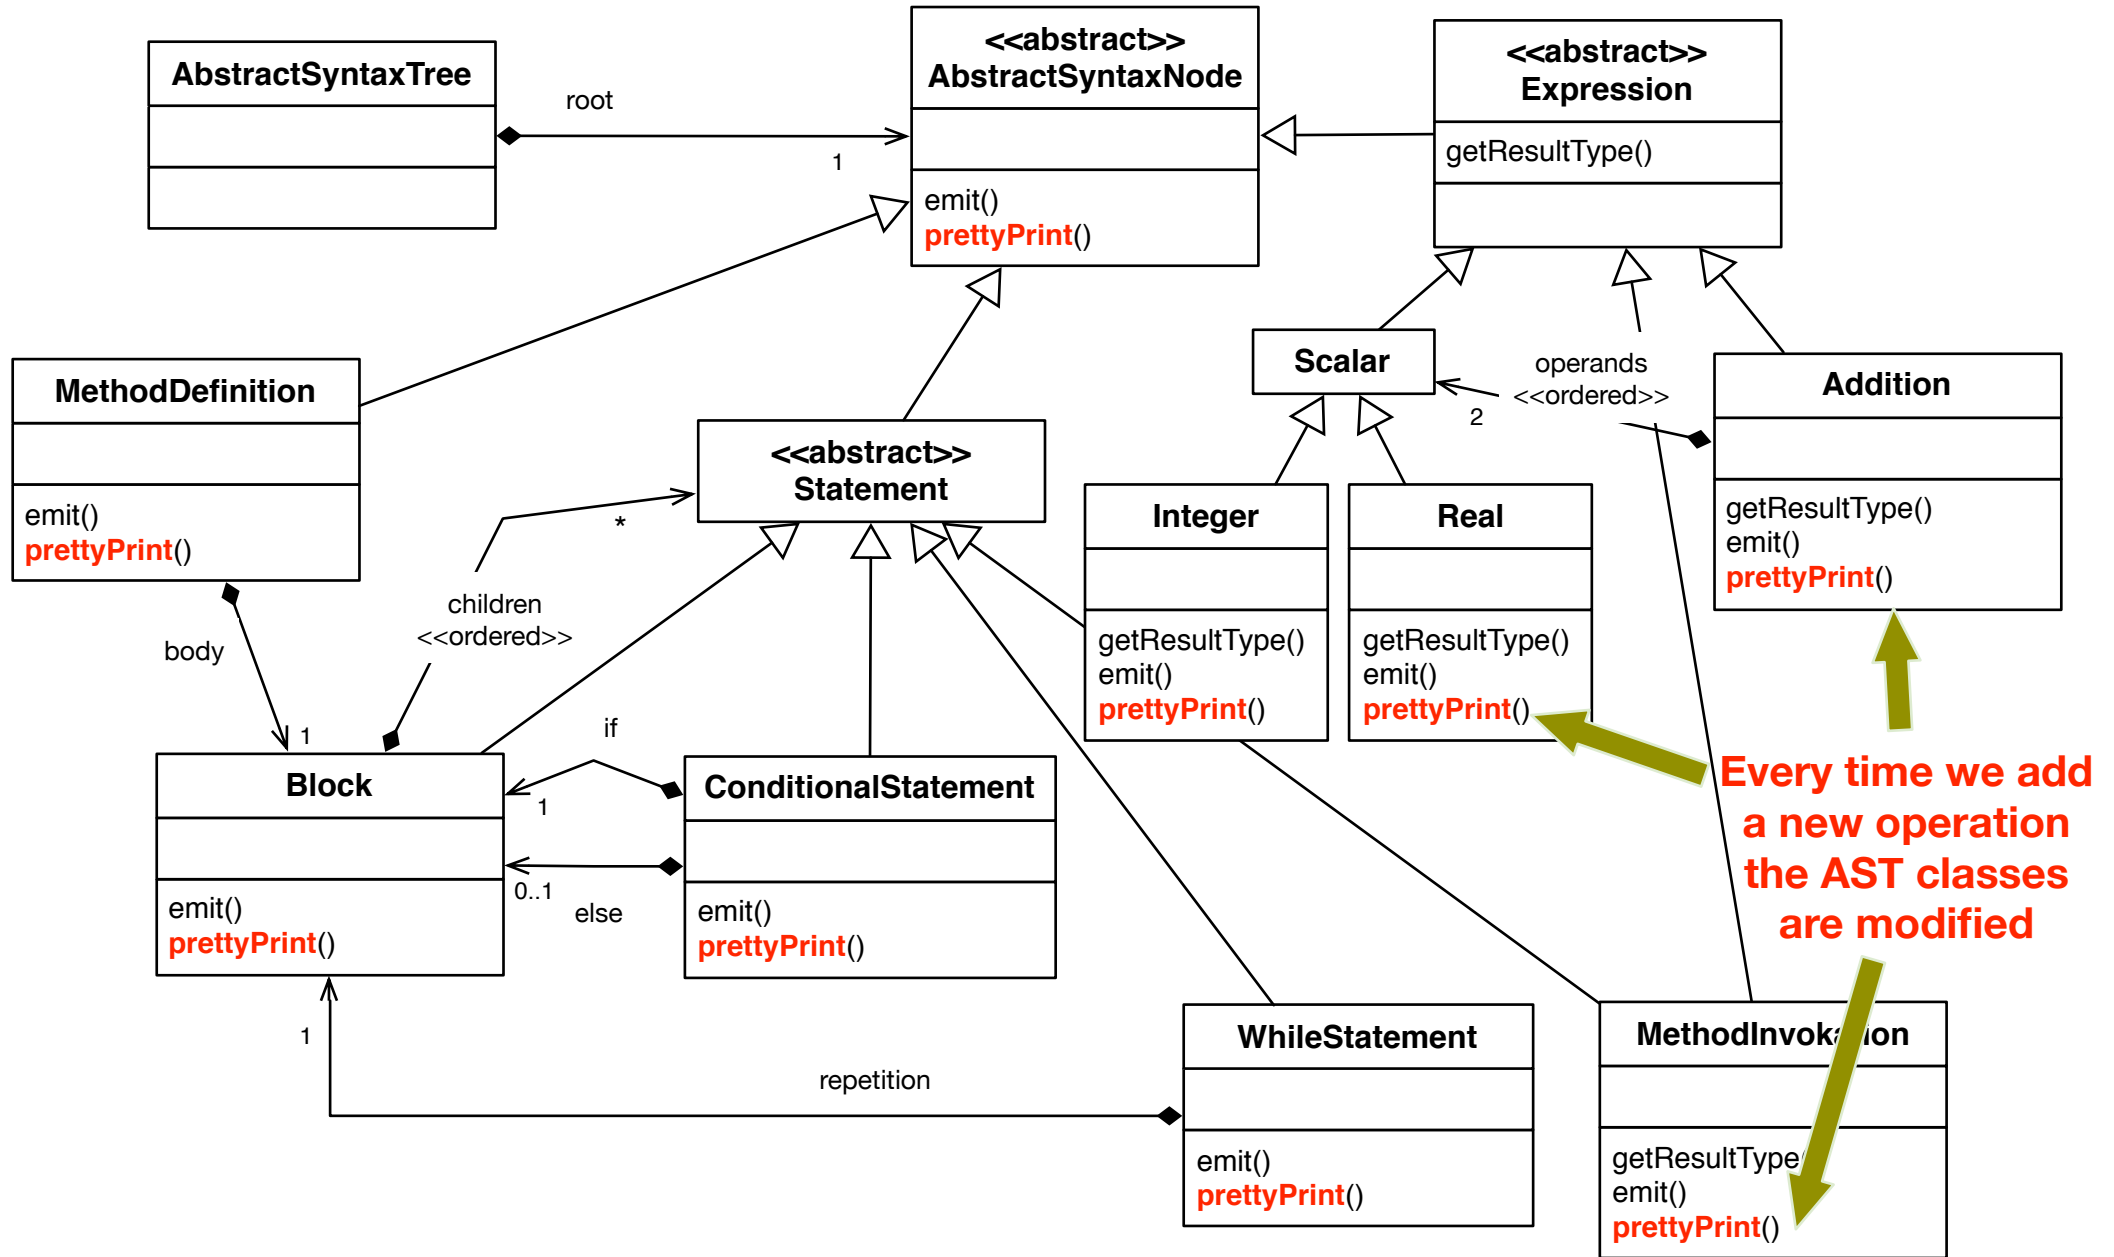 AbstractSyntaxTree
root
1
<<abstract>>
AbstractSyntaxNode
emit()
prettyPrint()
<<abstract>>
Expression
getResultType()
MethodDefinition
emit()
prettyPrint()
body
1
<<abstract>>
Statement
*
children
<<ordered>>
Scalar
operands
<<ordered>>
2
Addition
getResultType()
emit()
prettyPrint()
Integer
getResultType()
emit()
prettyPrint()
Real
getResultType()
emit()
prettyPrint()
Block
emit()
prettyPrint()
if
1
0..1
else
ConditionalStatement
emit()
prettyPrint()
Every time we add
a new operation
the AST classes
are modified
1
repetition
WhileStatement
emit()
prettyPrint()
MethodInvokation
getResultType(
emit()
prettyPrint()